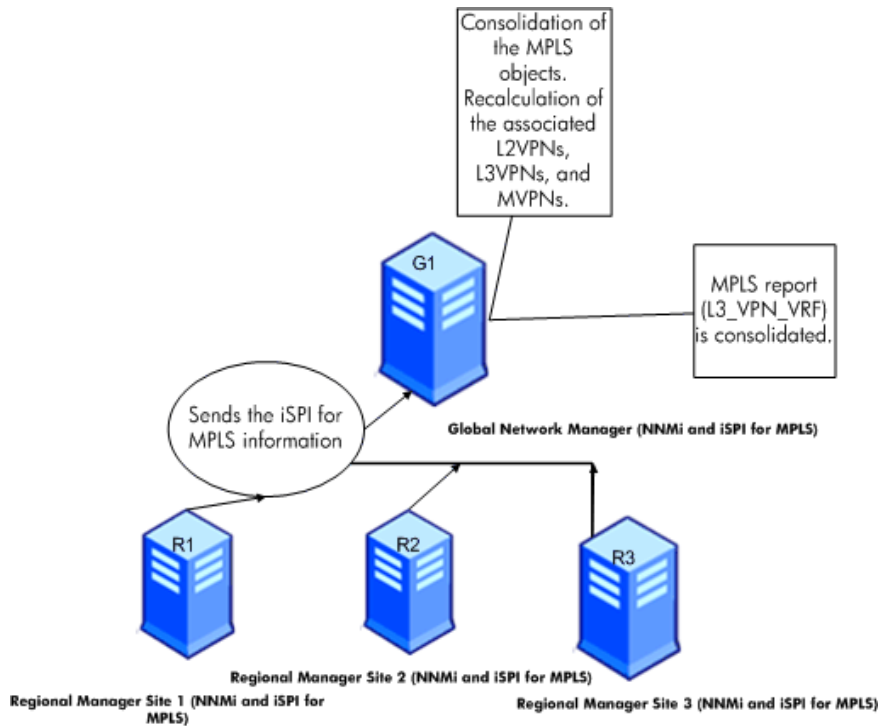 Consolidation
of the MPLS
objects.
Recalculation of
the associated
L2VPNs,
L3VPNs, and
MVPNs.
G1
MPLS report
(L3_VPN_VRF)
is consolidated.
Sends the iSPI for
MPLS information
Global Network Manager (NNMi and iSPI for MPLS)
R1
R2
R3
Regional Manager Site 2 (NNMi and iSPI for MPLS)
Regional Manager Site 1 (NNMi and iSPI for
MPLS)
Regional Manager Site 3 (NNMi and iSPI for MPLS)